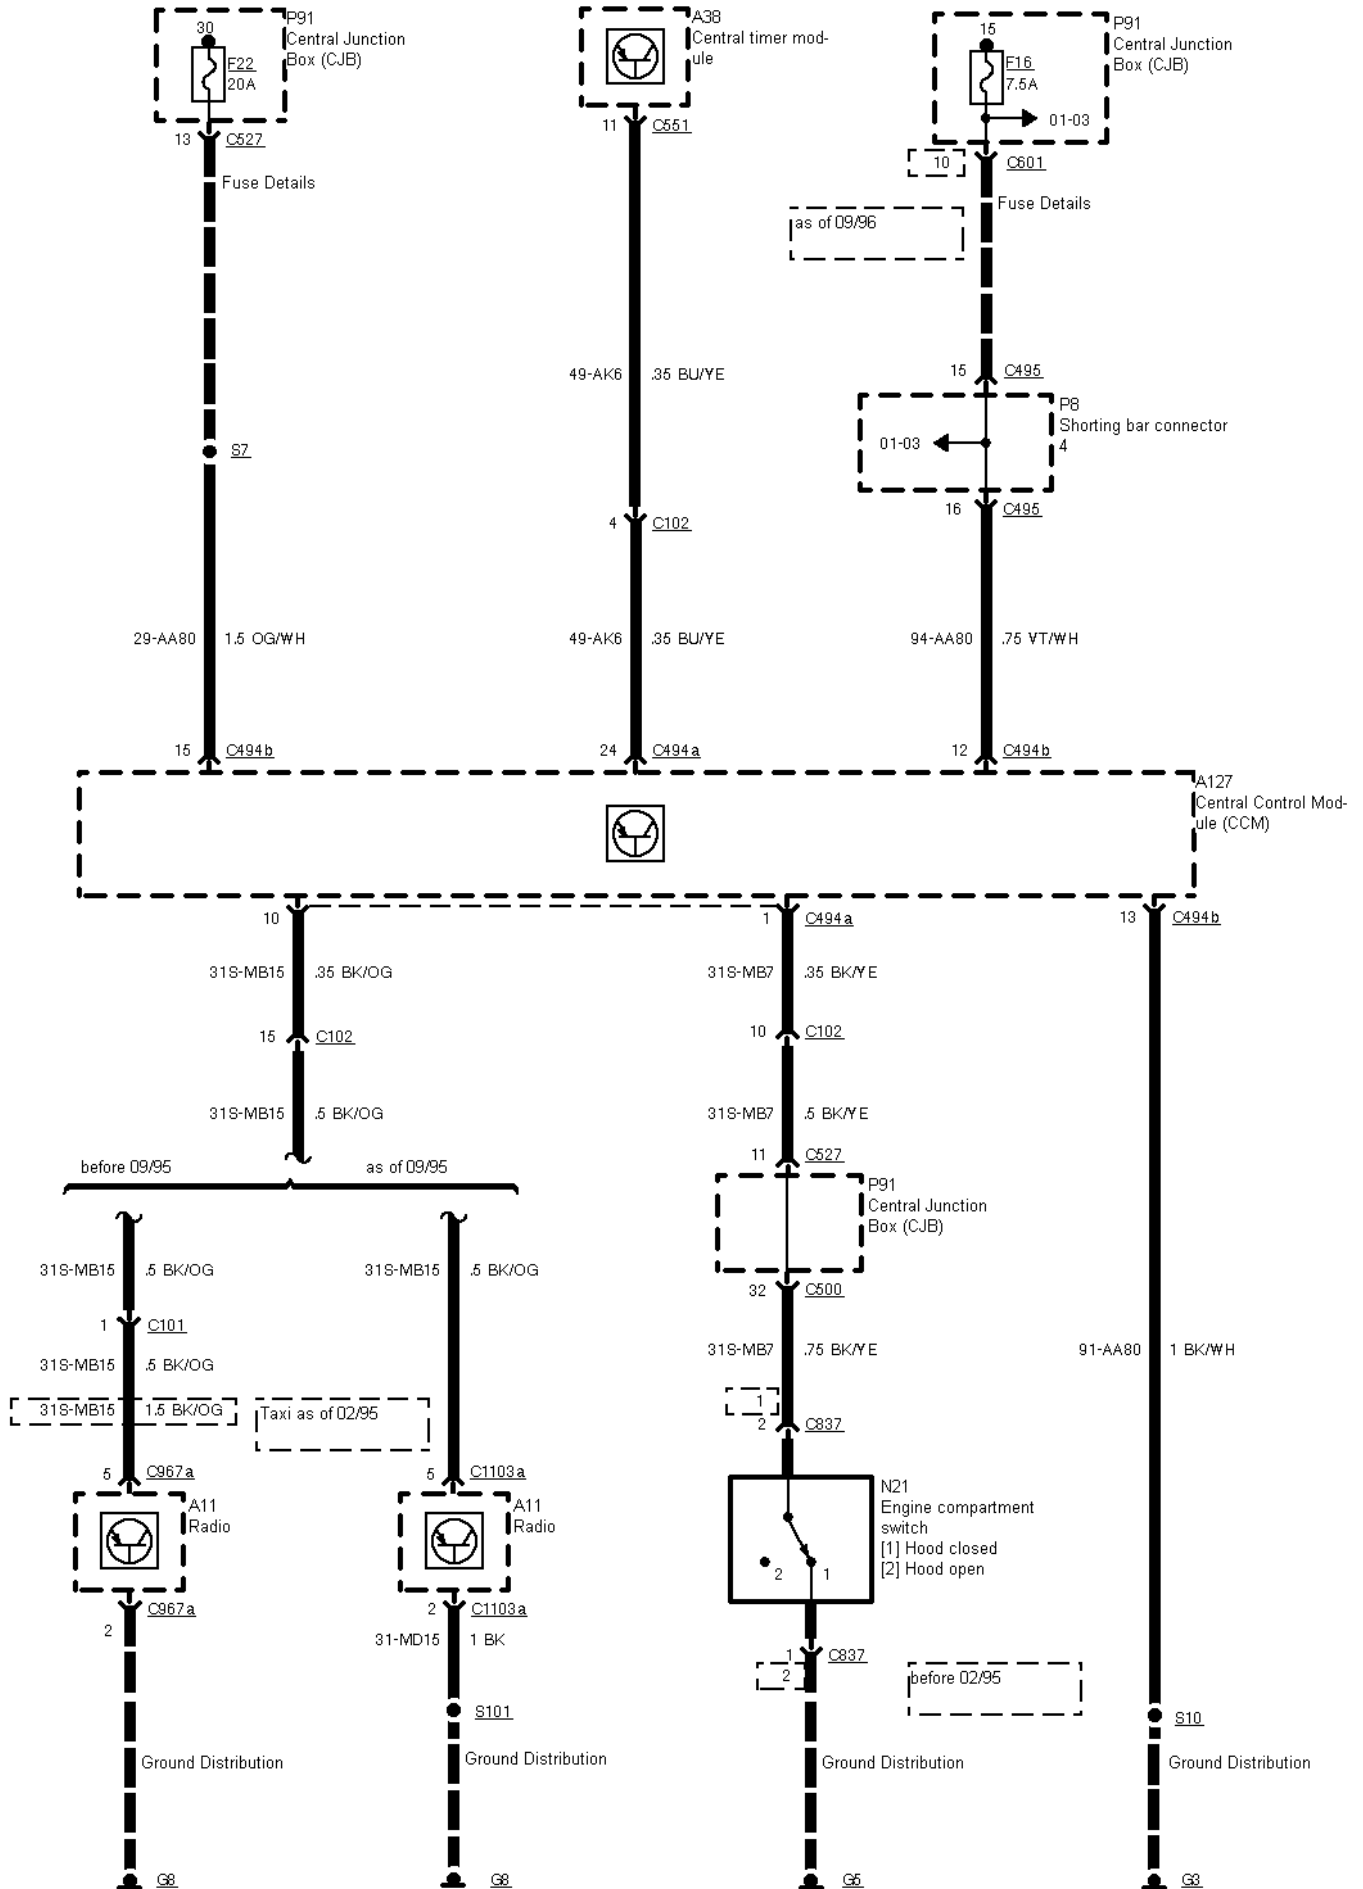 30
P91
Central Junction
Box (CJB)
F22
20A
13
C527
Fuse Details
S7
29-AA80
1.5 OG/WH
15
C494b
A38
Central timer mod-
ule
11
C551
49-AK6
.35 BU/YE
4
C102
49-AK6
.35 BU/YE
24
C494a
15
P91
Central Junction
Box (CJB)
F16
7.5A
01-03
10
C601
Fuse Details
as of 09/96
15
C495
P8
Shorting bar connector
4
01-03
16
C495
94-AA80
.75 VT/WH
12
C494b
A127
Central Control Mod-
ule (CCM)
10
1
C494a
13
C494b
31S-MB15
.35 BK/OG
15
C102
31S-MB15
.5 BK/OG
before 09/95
as of 09/95
31S-MB15
.5 BK/OG
1
C101
31S-MB15
.5 BK/OG
31S-MB15
1.5 BK/OG
Taxi as of 02/95
5
C967a
A11
Radio
C967a
2
Ground Distribution
G8
31S-MB15
.5 BK/OG
5
C1103a
A11
Radio
2
C1103a
31-MD15
1 BK
S101
Ground Distribution
G8
31S-MB7
.35 BK/YE
10
C102
31S-MB7
.5 BK/YE
11
C527
P91
Central Junction
Box (CJB)
32
C500
31S-MB7
.75 BK/YE
1
2
C837
N21
Engine compartment
switch
[1] Hood closed
[2] Hood open
2
1
1
C837
2
before 02/95
Ground Distribution
G5
91-AA80
1 BK/WH
S10
Ground Distribution
G3